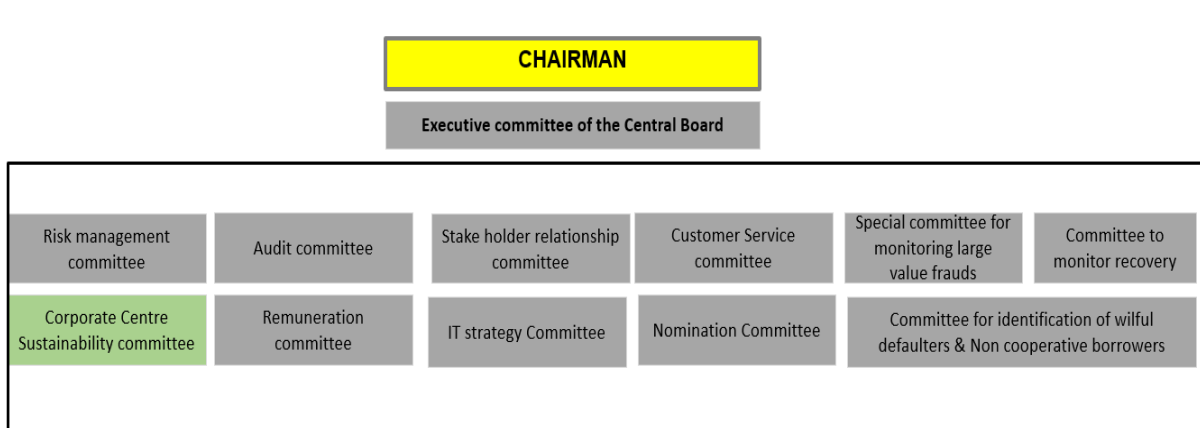 CHAIRMAN
Executive committee of the Central Board
Risk management
committee
Audit committee
Stake holder relationship
committee
Customer Service
committee
Special committee for
monitoring large
value frauds
Committee to
monitor recovery
Corporate Centre
Sustainability committee
Remuneration
committee
IT strategy Committee
Nomination Committee
Committee for identification of wilful
defaulters & Non cooperative borrowers